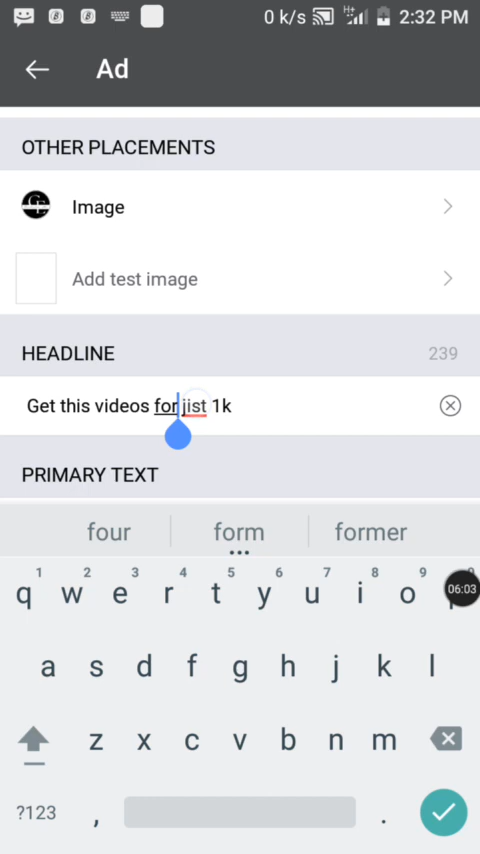 0 k/s H+ 2:32 PM
Ad
OTHER PLACEMENTS
Image
Add test image
HEADLINE 239
Get this videos for jist 1k
PRIMARY TEXT
four form former
1 2 3 4 5 6 7 8 9
q w e r t y u i o 06:03
a s d f g h j k l
z x c v b n m
?123 , .